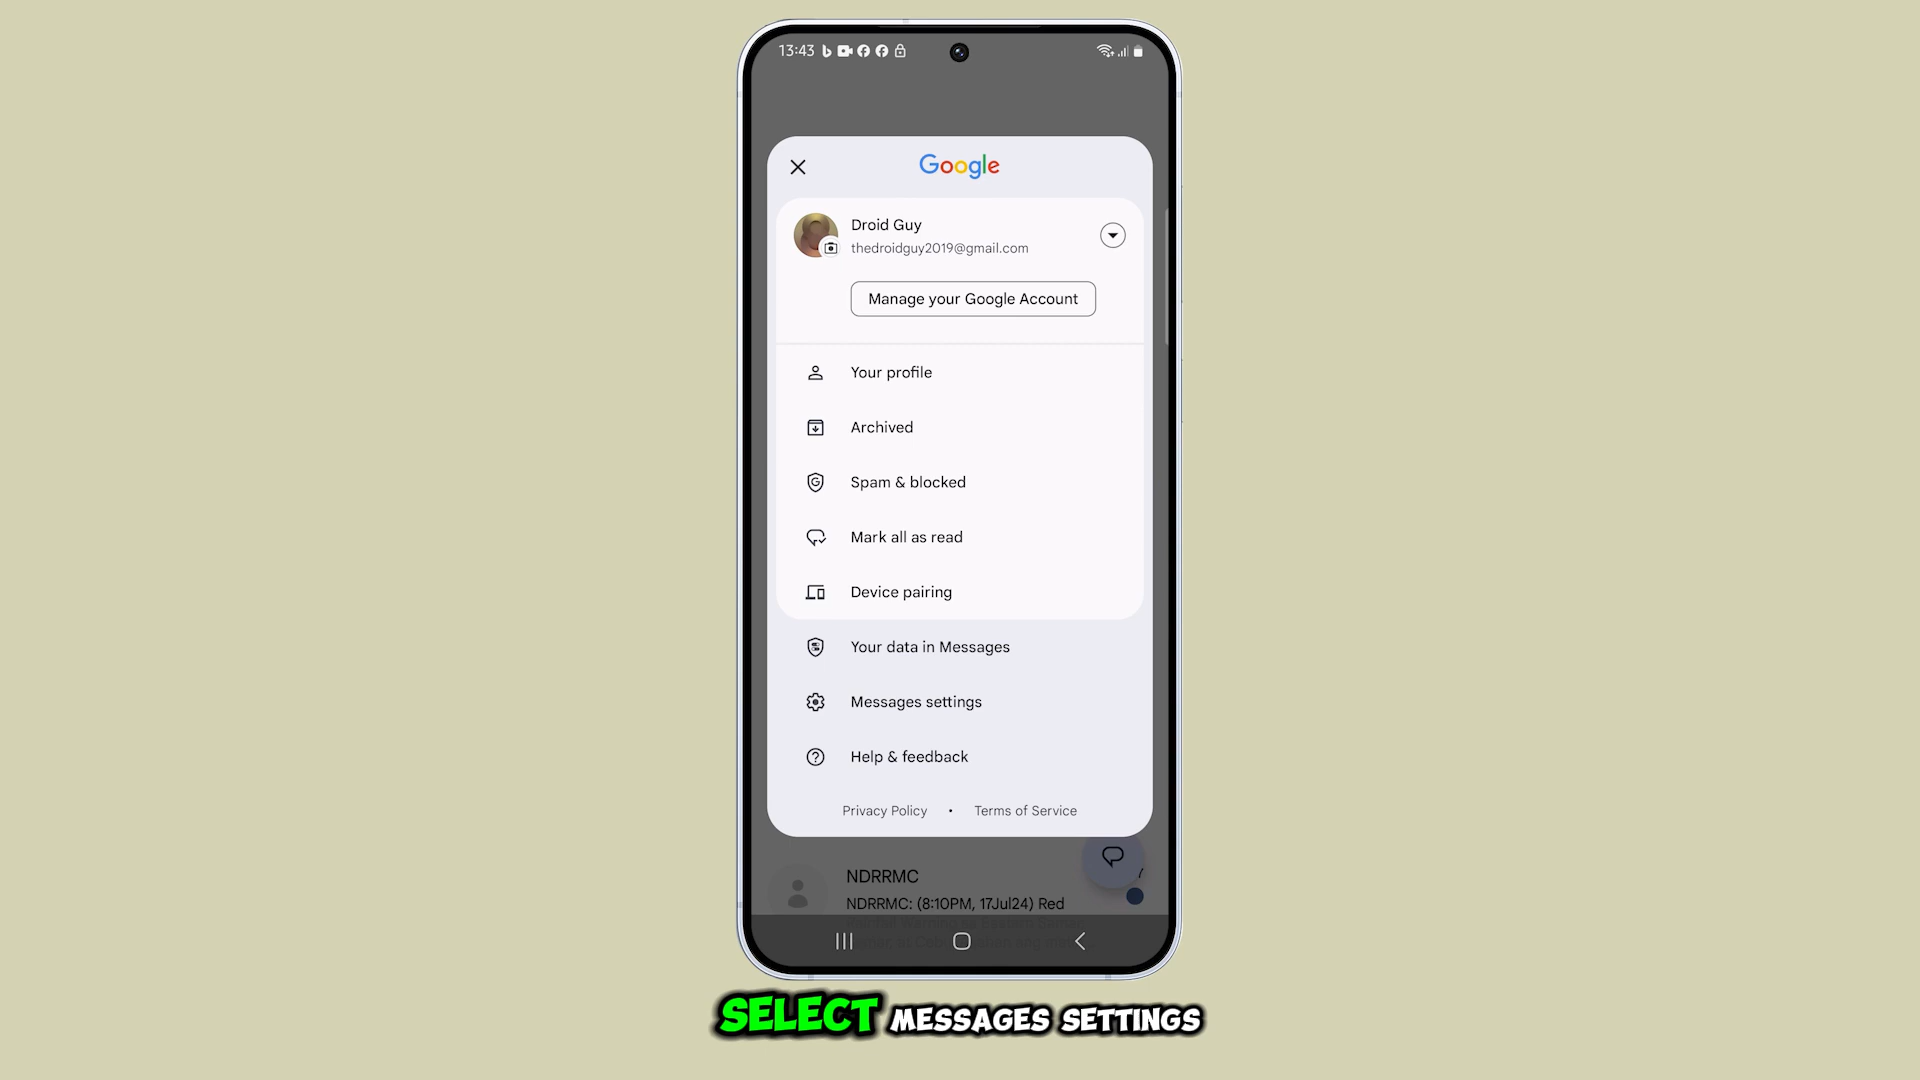 13:43
Google
Droid Guy
thedroidguy2019@gmail.com
Manage your Google Account
Your profile
Archived
Spam & blocked
Mark all as read
Device pairing
Your data in Messages
Messages settings
Help & feedback
Privacy Policy • Terms of Service
NDRRMC
NDRRMC: (8:10PM, 17Jul24) Red
SELECT MESSAGES SETTINGS